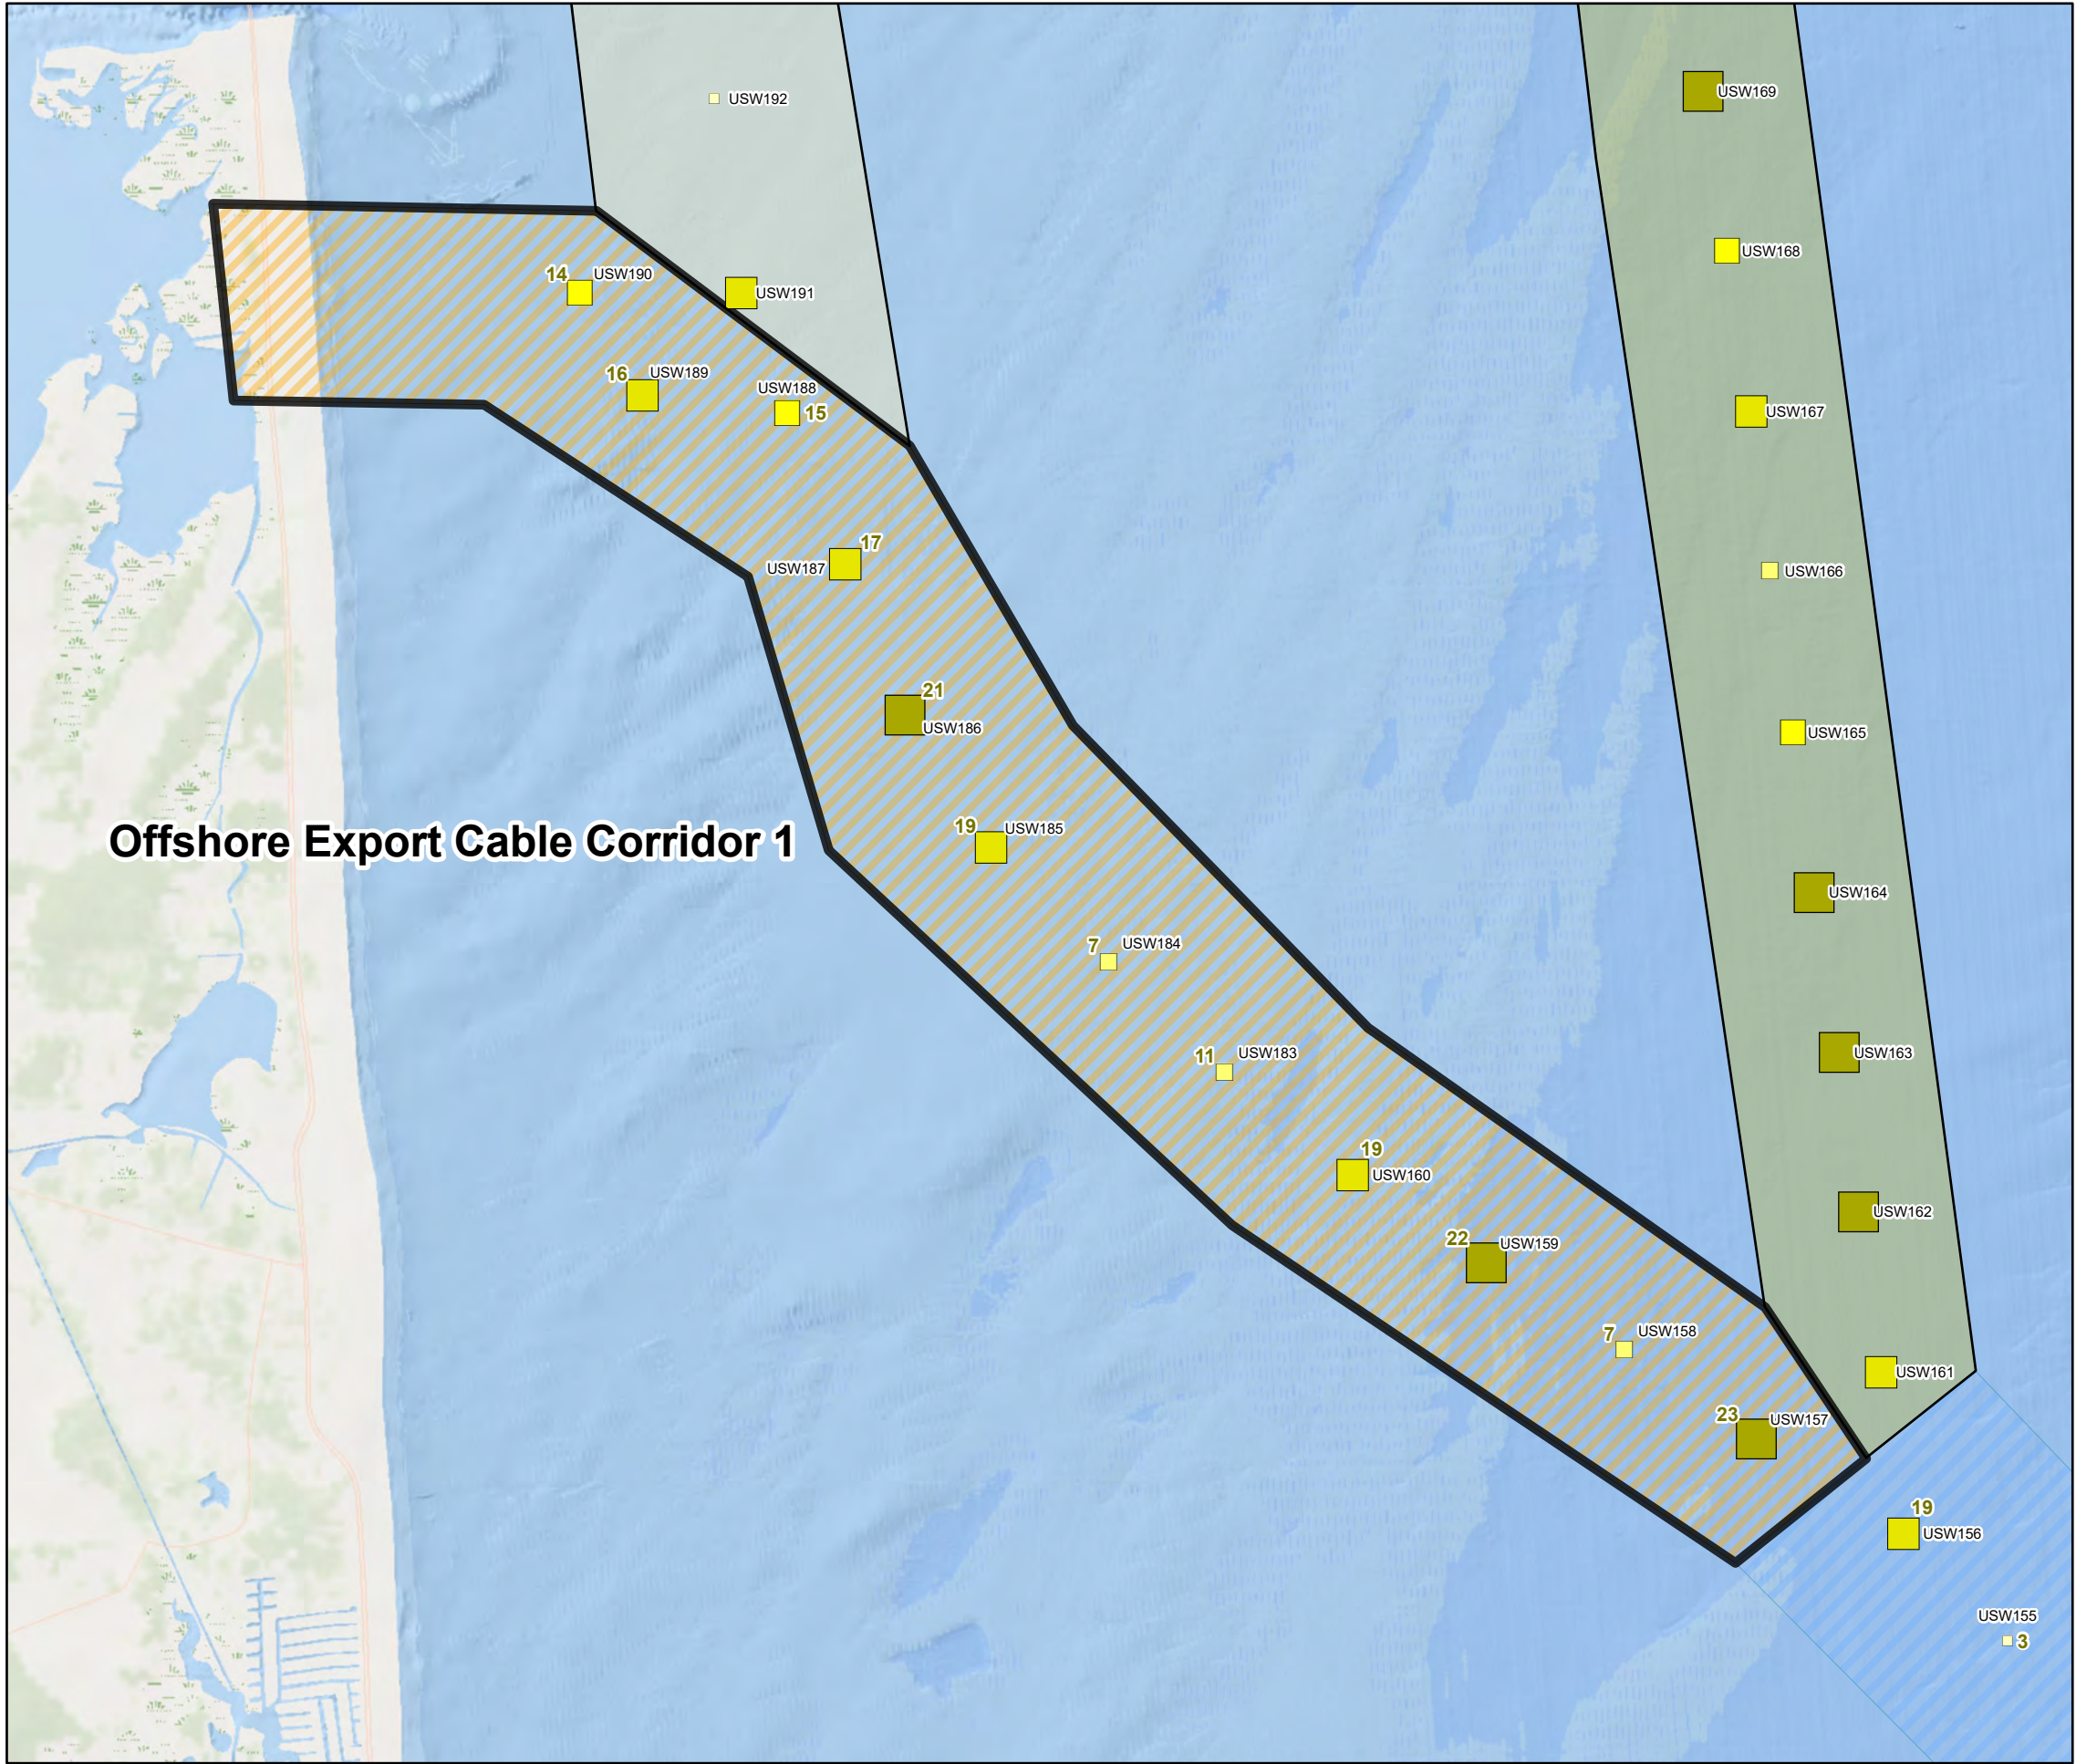 USW192
USW169
USW168
14 USW190
USW191
16 USW189
USW188
15
USW167
17
USW187
USW166
21
USW186
USW165
Offshore Export Cable Corridor 1
19 USW185
USW164
7 USW184
11 USW183
USW163
19
USW160
USW162
22 USW159
7 USW158
USW161
23 USW157
19
USW156
USW155
3